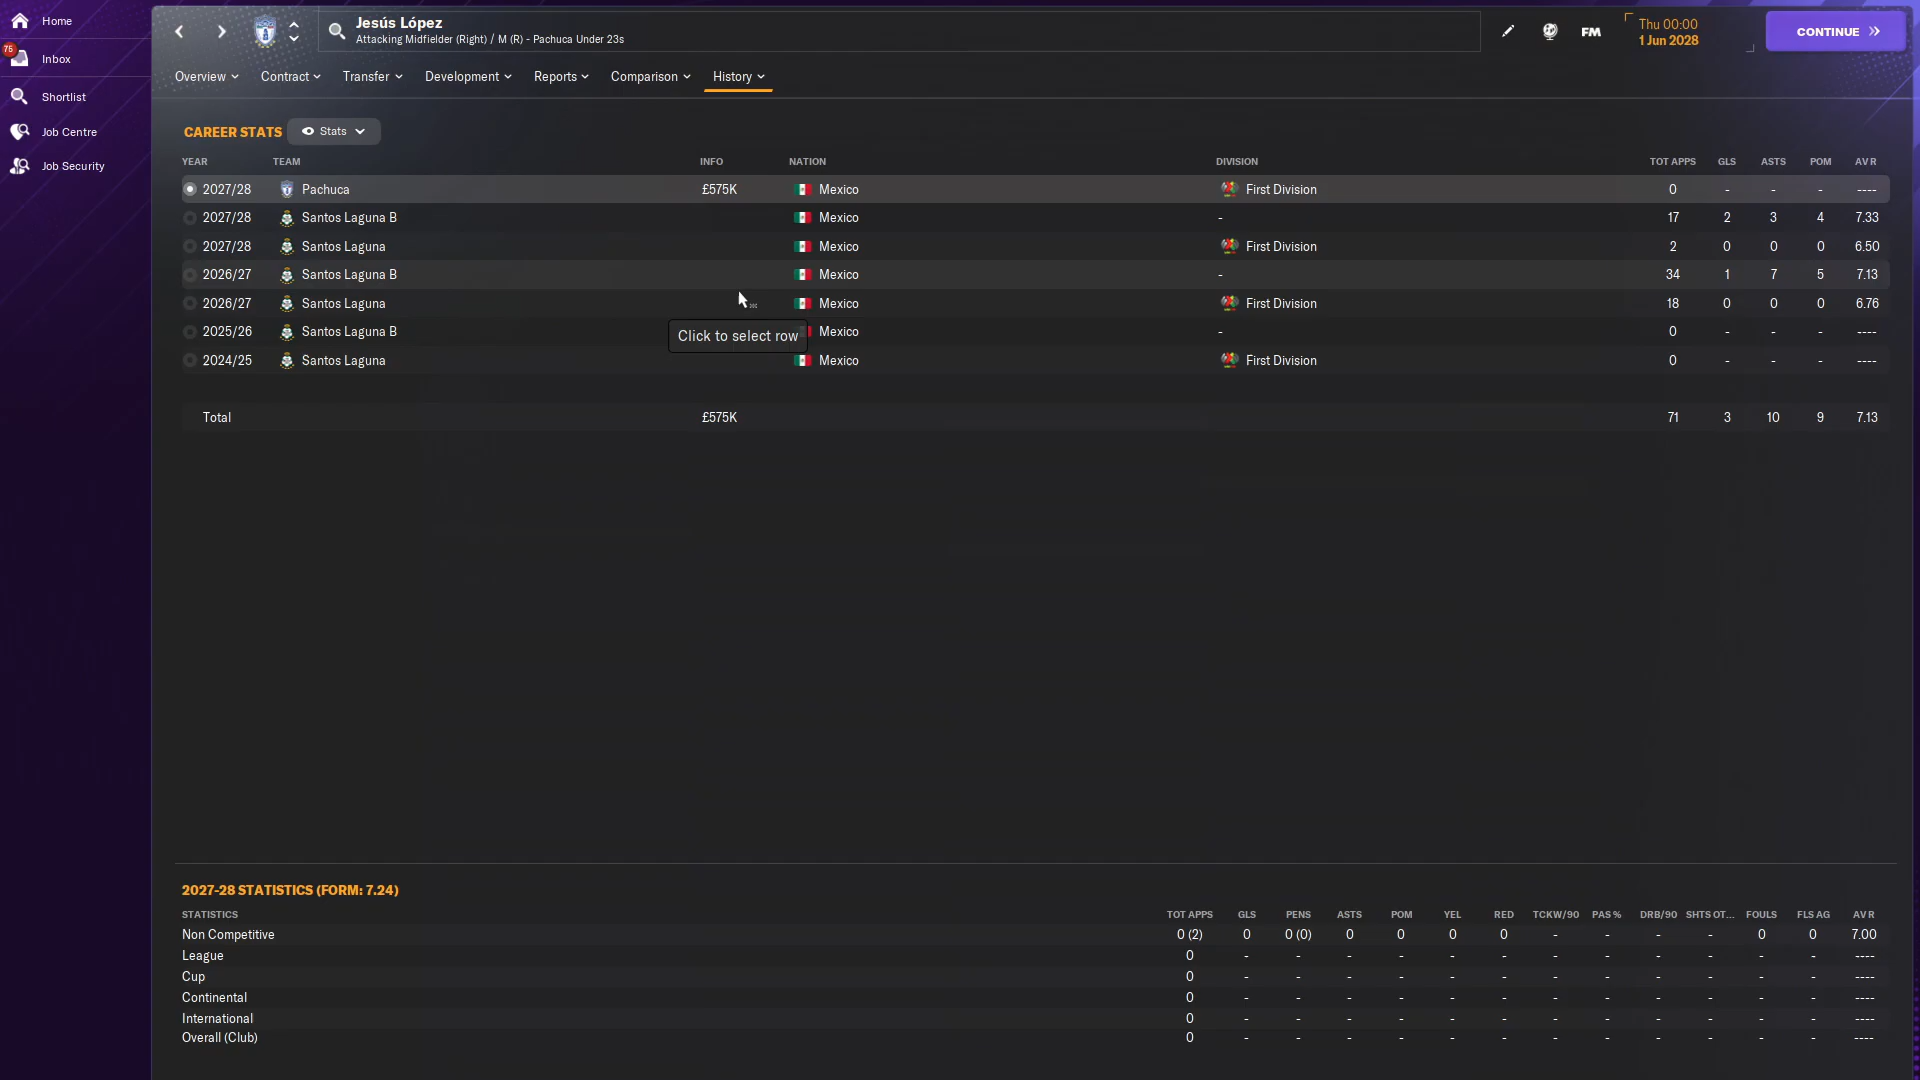 Home
75
Inbox
Shortlist
Job Centre
Job Security
Jesús López
Attacking Midfielder (Right) / M (R) - Pachuca Under 23s
FM
Thu 00:00
1 Jun 2028
CONTINUE
Overview Contract Transfer Development Reports Comparison History
CAREER STATS Stats
YEAR TEAM INFO NATION DIVISION TOT APPS GLS ASTS POM AV R
2027/28 Pachuca £575K Mexico First Division 0 - - - ----
2027/28 Santos Laguna B Mexico - 17 2 3 4 7.33
2027/28 Santos Laguna Mexico First Division 2 0 0 0 6.50
2026/27 Santos Laguna B Mexico - 34 1 7 5 7.13
2026/27 Santos Laguna Mexico First Division 18 0 0 0 6.76
2025/26 Santos Laguna B Mexico - 0 - - - ----
Click to select row
2024/25 Santos Laguna Mexico First Division 0 - - - ----
Total £575K 71 3 10 9 7.13
2027-28 STATISTICS (FORM: 7.24)
STATISTICS TOT APPS GLS PENS ASTS POM YEL RED TCKW/90 PAS % DRB/90 SHTS OT... FOULS FLS AG AV R
Non Competitive 0 (2) 0 0 (0) 0 0 0 0 - - - - 0 0 7.00
League 0 - - - - - - - - - - - - ----
Cup 0 - - - - - - - - - - - - ----
Continental 0 - - - - - - - - - - - - ----
International 0 - - - - - - - - - - - - ----
Overall (Club) 0 - - - - - - - - - - - - ----